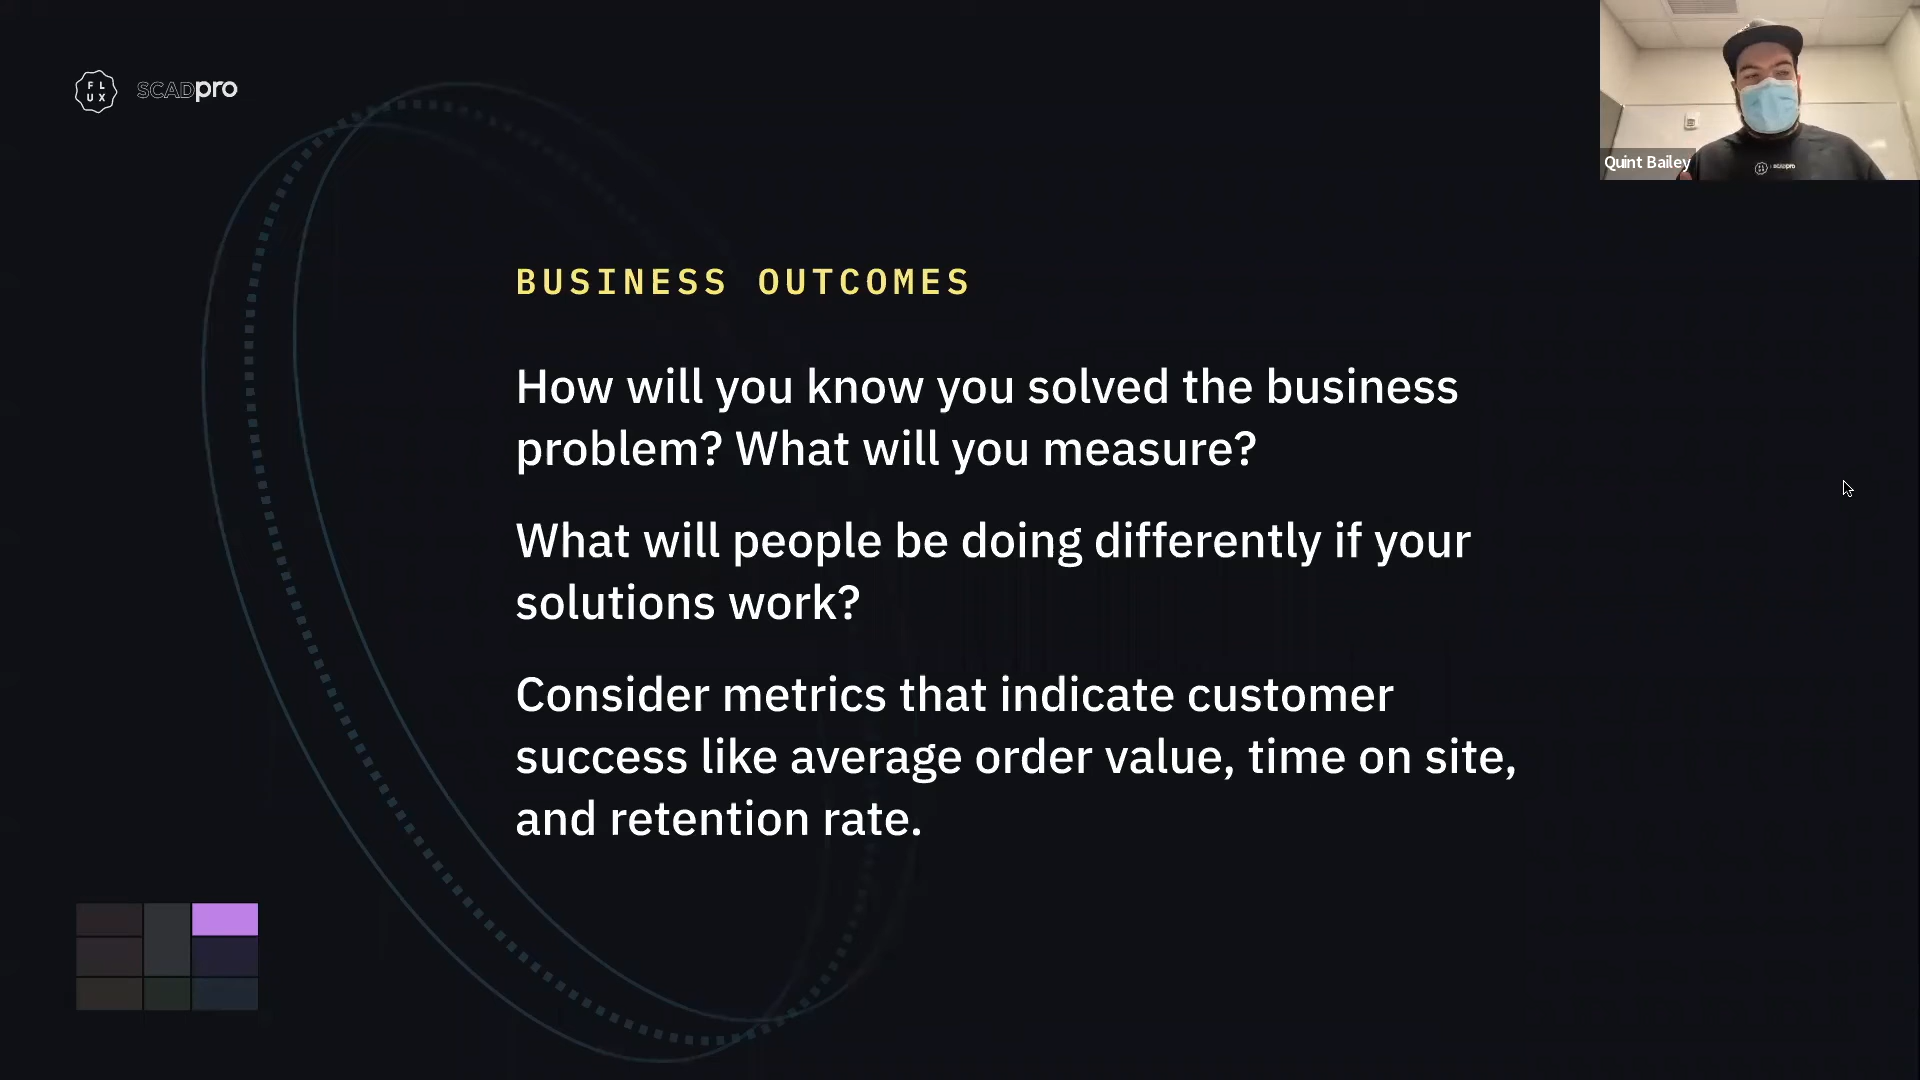 FL
UX
SCADpro
Quint Bailey
BUSINESS OUTCOMES
How will you know you solved the business
problem? What will you measure?
What will people be doing differently if your
solutions work?
Consider metrics that indicate customer
success like average order value, time on site,
and retention rate.